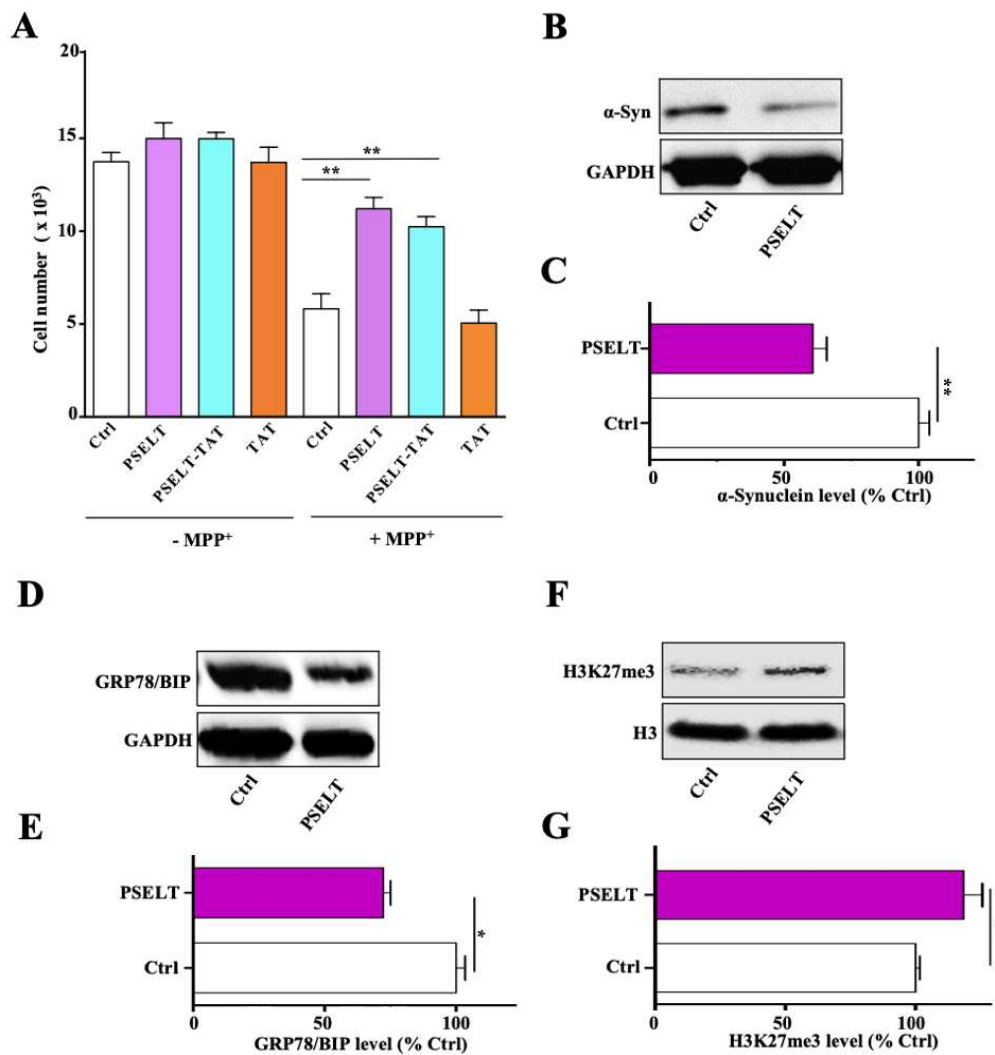 A
20
15
10
5
0
Cell number ( x 10³)
**
**
Ctrl
PSELT
PSELT-TAT
TAT
Ctrl
PSELT
PSELT-TAT
TAT
- MPP⁺
+ MPP⁺
B
α-Syn
GAPDH
Ctrl
PSELT
C
PSELT
Ctrl
**
0 50 100
α-Synuclein level (% Ctrl)
D
GRP78/BIP
GAPDH
Ctrl
PSELT
F
H3K27me3
H3
Ctrl
PSELT
E
PSELT
Ctrl
*
0 50 100
GRP78/BIP level (% Ctrl)
G
PSELT
Ctrl
0 50 100
H3K27me3 level (% Ctrl)